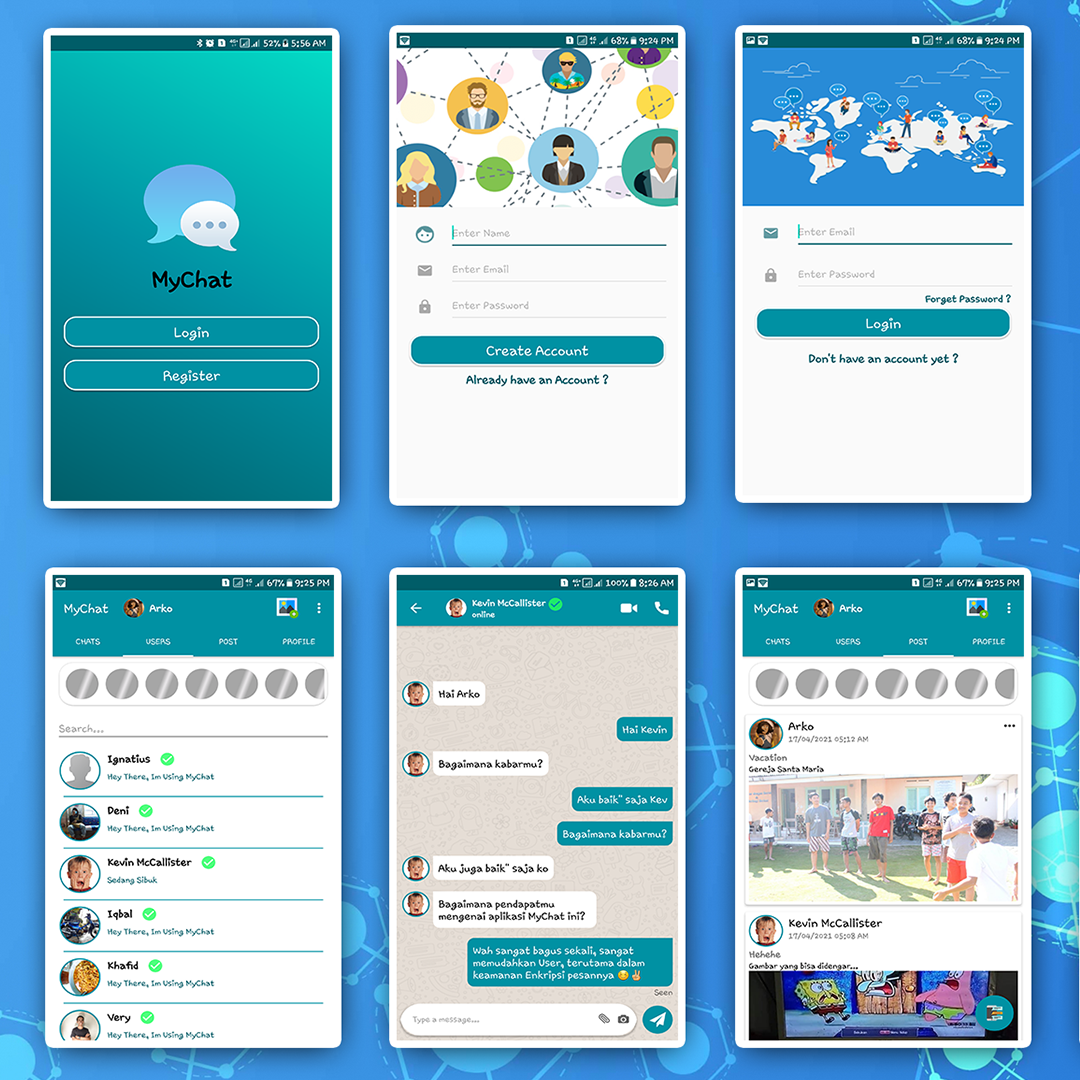 4G+ 52% 5:56 AM
MyChat
Login
Register
4G 68% 9:24 PM
Enter Name
Enter Email
Enter Password
Create Account
Already have an Account ?
4G 68% 9:24 PM
Enter Email
Enter Password
Forget Password ?
Login
Don't have an account yet ?
4G 67% 9:25 PM
MyChat Arko
CHATS USERS POST PROFILE
Search...
Ignatius
Hey There, Im Using MyChat
Deni
Hey There, Im Using MyChat
Kevin McCallister
Sedang Sibuk
Iqbal
Hey There, Im Using MyChat
Khafid
Hey There, Im Using MyChat
Very
Hey There, Im Using MyChat
4G+ 100% 8:26 AM
Kevin McCallister
online
Hai Arko
Hai Kevin
Bagaimana kabarmu?
Aku baik" saja Kev
Bagaimana kabarmu?
Aku juga baik" saja ko
Bagaimana pendapatmu
mengenai aplikasi MyChat ini?
Wah sangat bagus sekali, sangat
memudahkan User, terutama dalam
keamanan Enkripsi pesannya 😊✌
Seen
Type a message...
4G 67% 9:25 PM
MyChat Arko
CHATS USERS POST PROFILE
Arko
17/04/2021 05:12 AM
Vacation
Gereja Santa Maria
Kevin McCallister
17/04/2021 05:08 AM
Hehehe
Gambar yang bisa didengar...